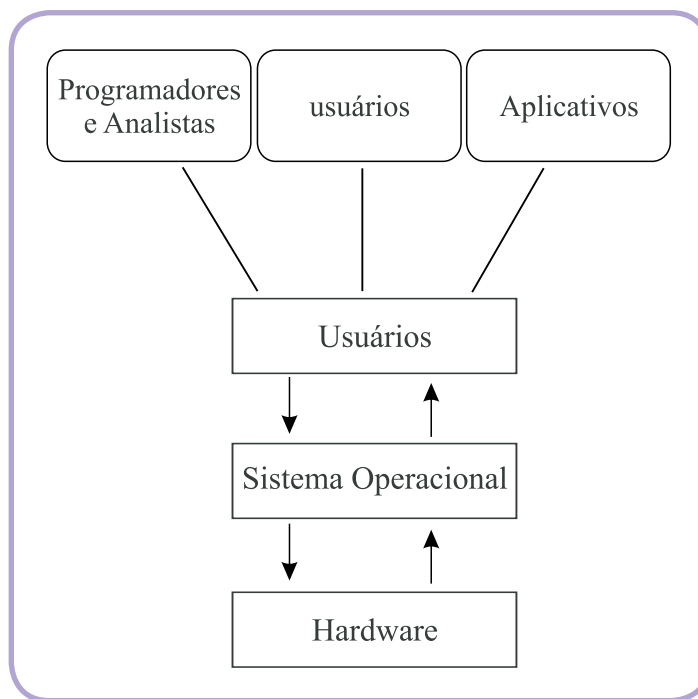 Programadores
e Analistas
usuários
Aplicativos
Usuários
Sistema Operacional
Hardware